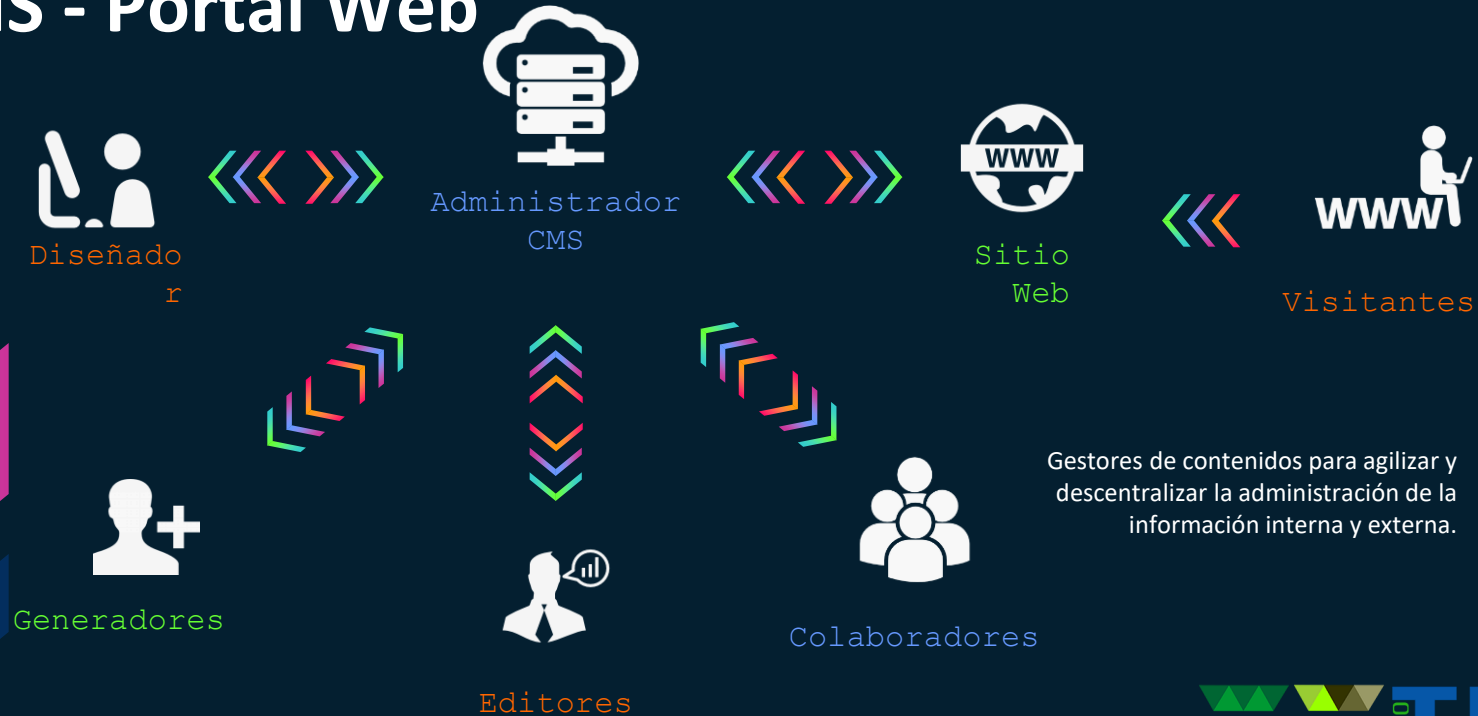 MS - Portal Web
Administrador
CMS
WWW
www
Diseñado
r
Sitio
Web
Visitantes
Gestores de contenidos para agilizar y
descentralizar la administración de la
información interna y externa.
Generadores
Colaboradores
Editores